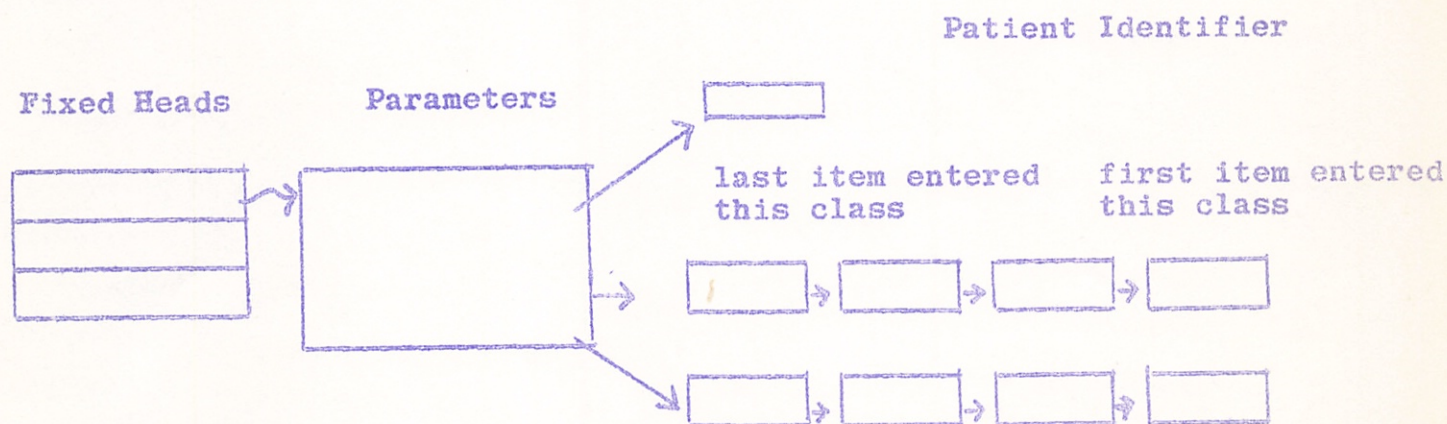 Patient Identifier
Fixed Heads
Parameters
last item entered
this class
first item entered
this class